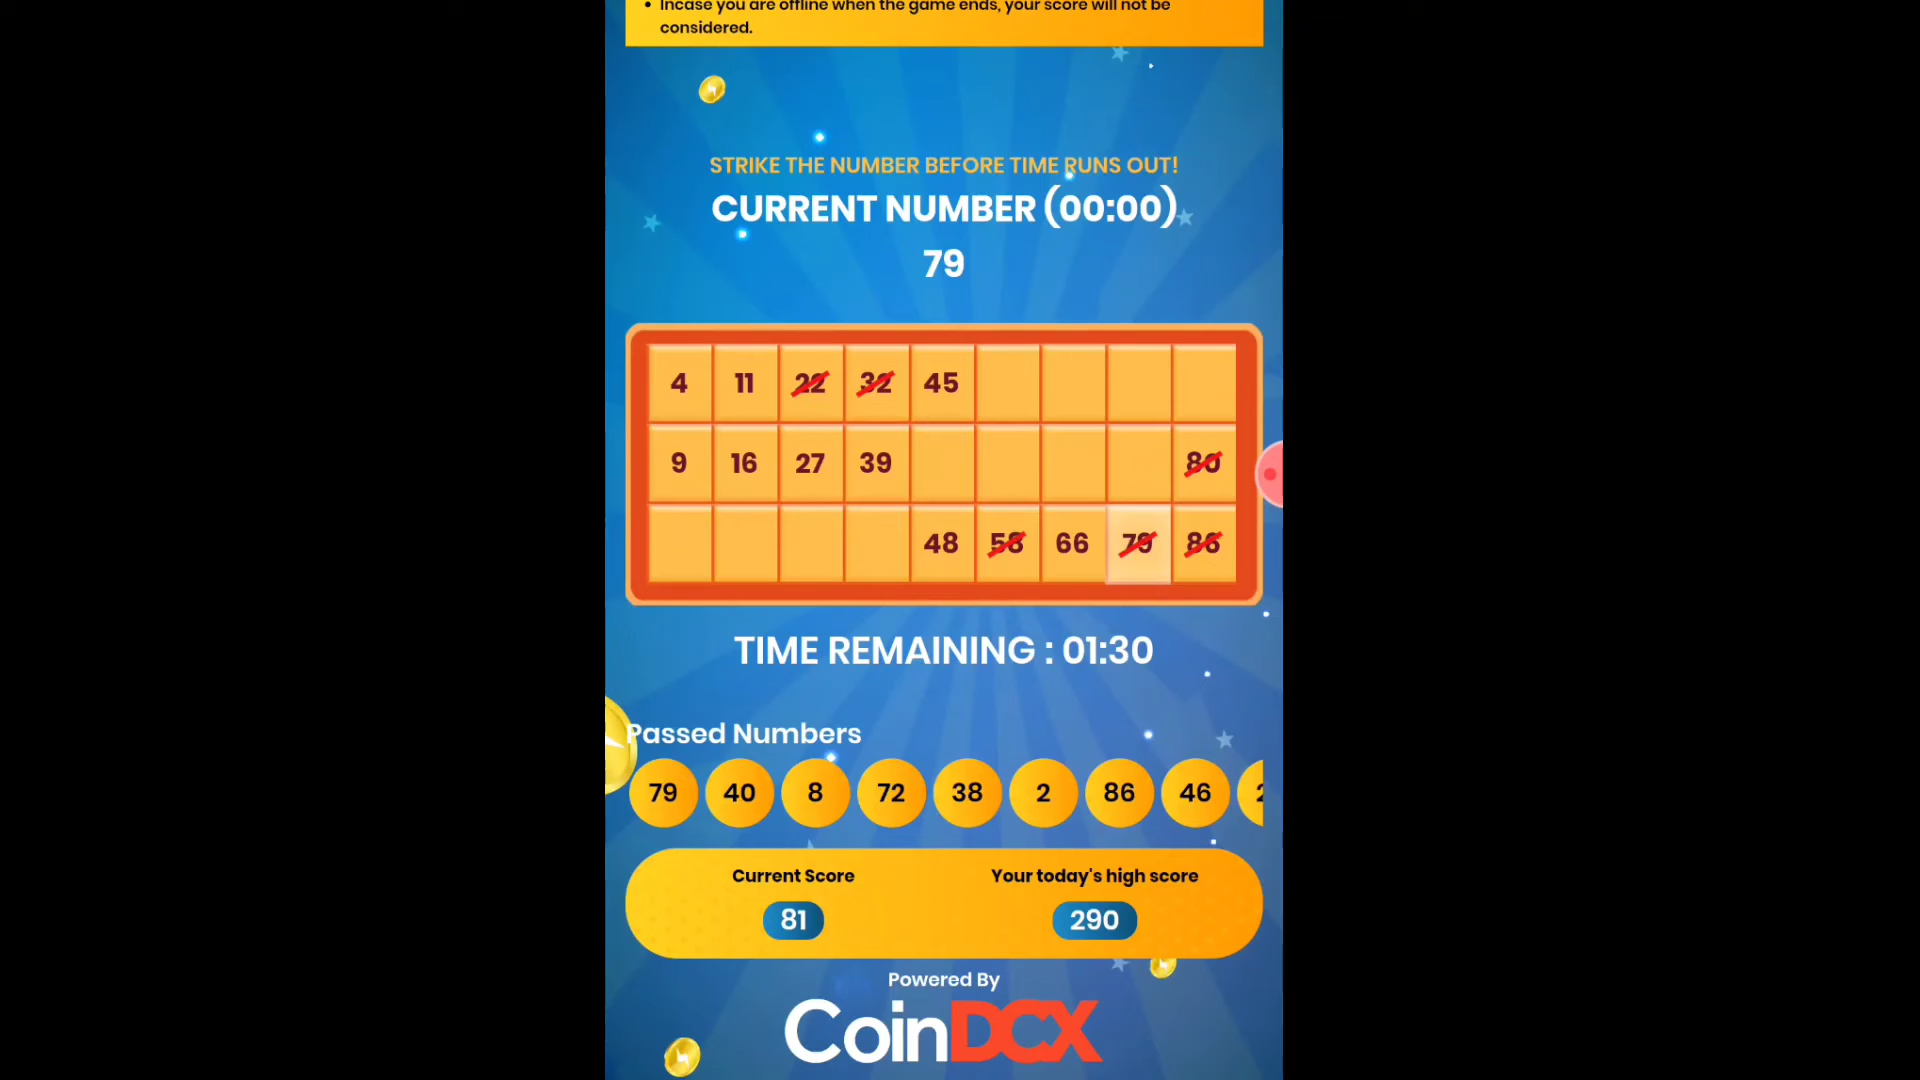 • Incase you are offline when the game ends, your score will not be
considered.
STRIKE THE NUMBER BEFORE TIME RUNS OUT!
CURRENT NUMBER (00:00)
79
4 11 22 32 45
9 16 27 39 80
48 58 66 79 86
TIME REMAINING : 01:30
Passed Numbers
79 40 8 72 38 2 86 46
Current Score Your today's high score
81 290
Powered By
CoinDCX